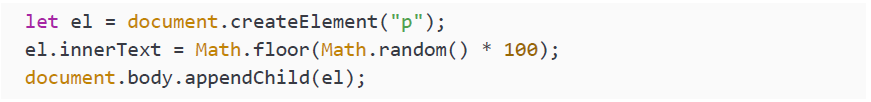 let el = document.createElement("p");
el.innerText = Math.floor(Math.random() * 100);
document.body.appendChild(el);